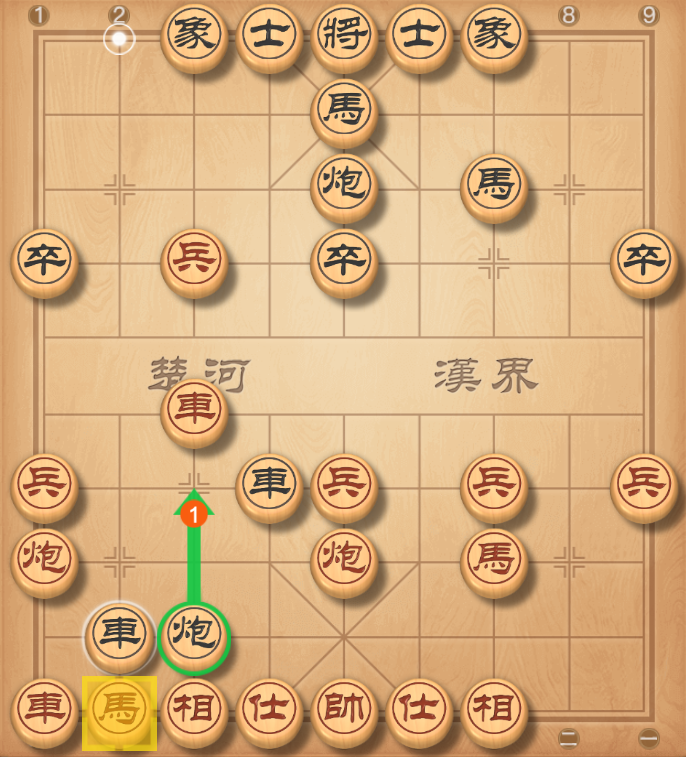 1 2 象 士 將 士 象 8 9
馬
炮 馬
卒 兵 卒 卒
楚河 漢界
車
兵 車 兵 兵 兵
1
炮 炮 馬
車 炮
車 馬 相 仕 帥 仕 相 二 一